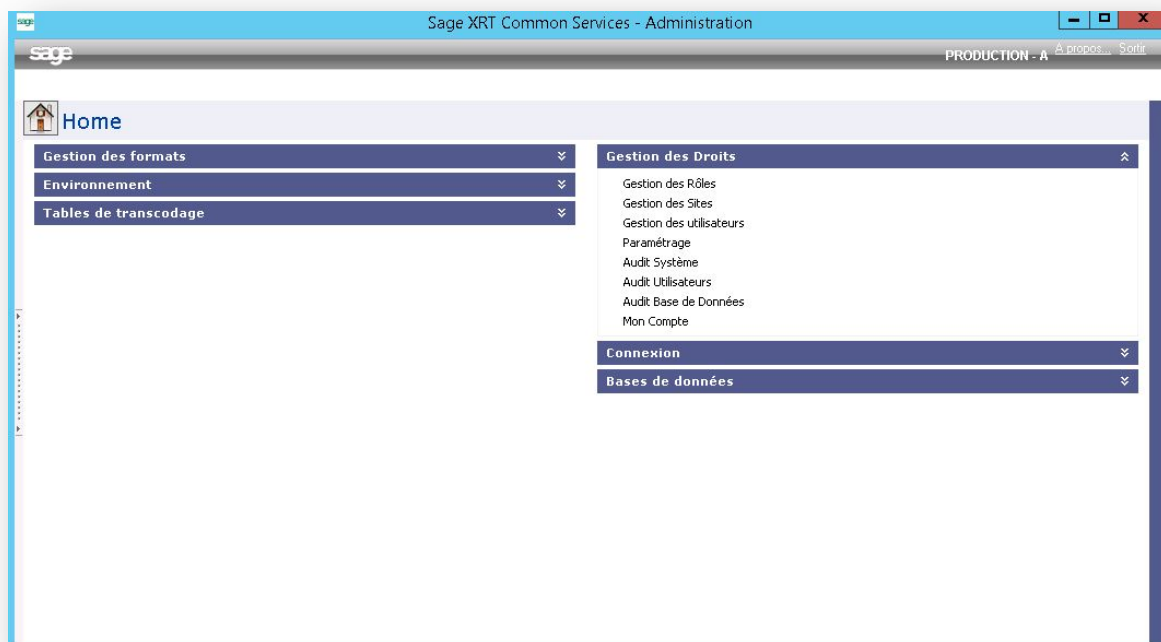 sage
Sage XRT Common Services - Administration
sage
PRODUCTION - A
A propos... Sortir
Home
Gestion des formats
Environnement
Tables de transcodage
Gestion des Droits
Gestion des Rôles
Gestion des Sites
Gestion des utilisateurs
Paramétrage
Audit Système
Audit Utilisateurs
Audit Base de Données
Mon Compte
Connexion
Bases de données